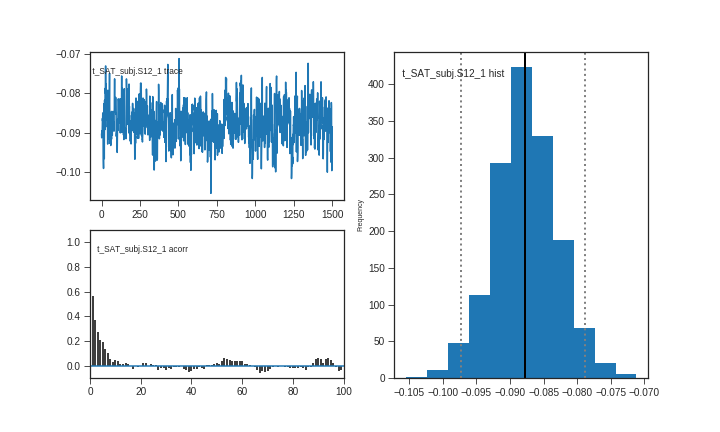 −0.07
−0.08
−0.09
−0.10
t_SAT_subj.S12_1 trace
0 250 500 750 1000 1250 1500
1.0
0.8
0.6
0.4
0.2
0.0
t_SAT_subj.S12_1 acorr
0 20 40 60 80 100
Frequency
400
350
300
250
200
150
100
50
0
t_SAT_subj.S12_1 hist
−0.105 −0.100 −0.095 −0.090 −0.085 −0.080 −0.075 −0.070